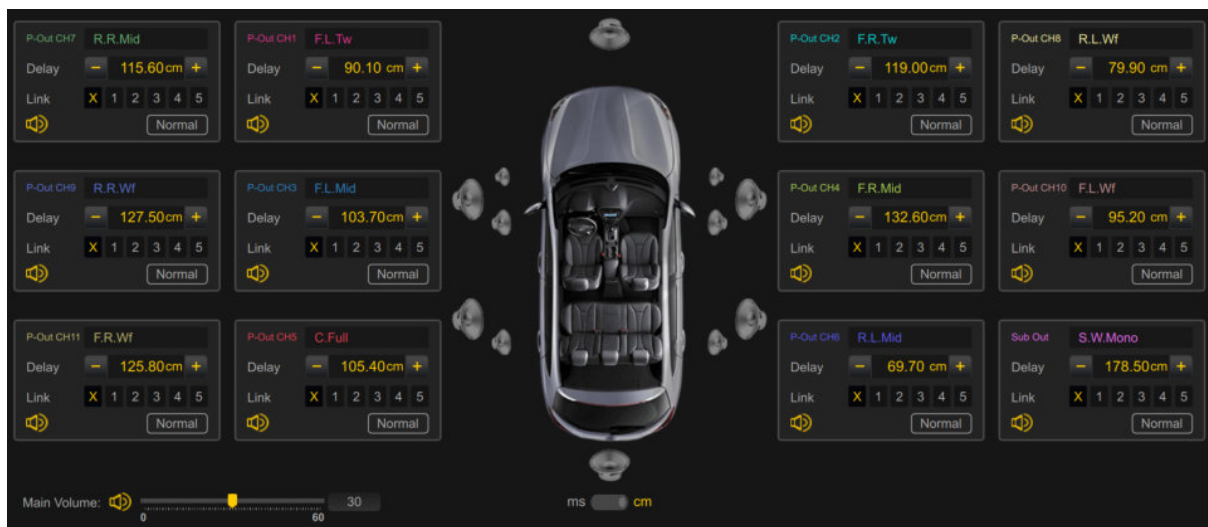 P-Out CH7 R.R.Mid
Delay − 115.60cm +
Link X 1 2 3 4 5
Normal
P-Out CH1 F.L.Tw
Delay − 90.10 cm +
Link X 1 2 3 4 5
Normal
P-Out CH2 F.R.Tw
Delay − 119.00cm +
Link X 1 2 3 4 5
Normal
P-Out CH8 R.L.Wf
Delay − 79.90 cm +
Link X 1 2 3 4 5
Normal
P-Out CH9 R.R.Wf
Delay − 127.50cm +
Link X 1 2 3 4 5
Normal
P-Out CH3 F.L.Mid
Delay − 103.70cm +
Link X 1 2 3 4 5
Normal
P-Out CH4 F.R.Mid
Delay − 132.60cm +
Link X 1 2 3 4 5
Normal
P-Out CH10 F.L.Wf
Delay − 95.20 cm +
Link X 1 2 3 4 5
Normal
P-Out CH11 F.R.Wf
Delay − 125.80cm +
Link X 1 2 3 4 5
Normal
P-Out CH5 C.Full
Delay − 105.40cm +
Link X 1 2 3 4 5
Normal
P-Out CH6 R.L.Mid
Delay − 69.70 cm +
Link X 1 2 3 4 5
Normal
Sub Out S.W.Mono
Delay − 178.50cm +
Link X 1 2 3 4 5
Normal
Main Volume: 30
0 60
ms cm